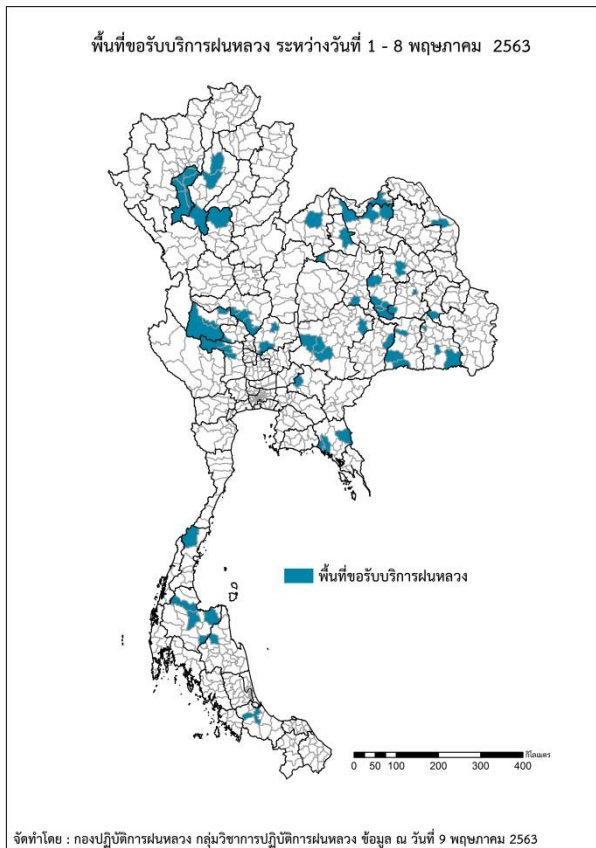 พื้นที่ขอรับบริการฝนหลวง ระหว่างวันที่ 1 - 8 พฤษภาคม 2563
พื้นที่ขอรับบริการฝนหลวง
กิโลเมตร
0 50 100 200 300 400
จัดทำโดย : กองปฏิบัติการฝนหลวง กลุ่มวิชาการปฏิบัติการฝนหลวง ข้อมูล ณ วันที่ 9 พฤษภาคม 2563